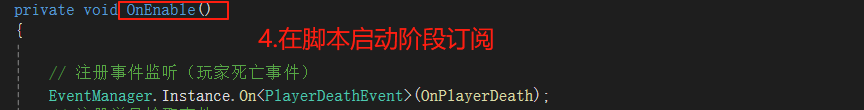 private void OnEnable()
4.在脚本启动阶段订阅
{
// 注册事件监听（玩家死亡事件）
EventManager.Instance.On<PlayerDeathEvent>(OnPlayerDeath);